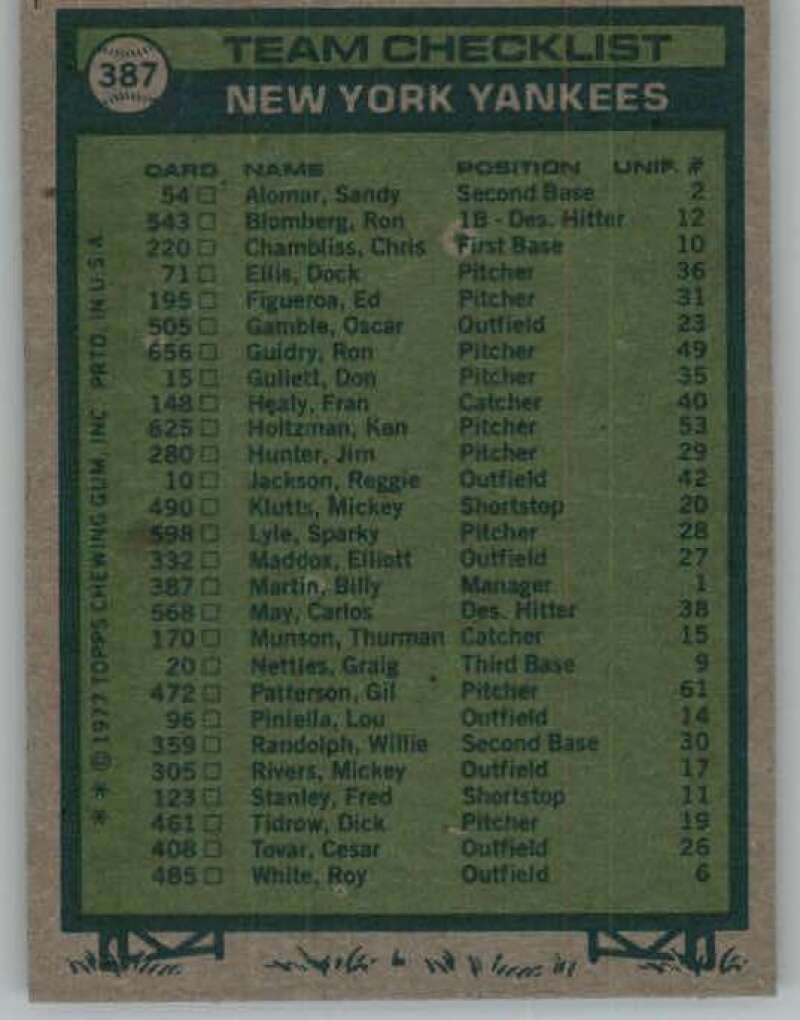 387
TEAM CHECKLIST
NEW YORK YANKEES
CARD NAME POSITION UNIF. #
54 □ Alomar, Sandy Second Base 2
543 □ Blomberg, Ron 1B - Des. Hitter 12
220 □ Chambliss, Chris First Base 10
71 □ Ellis, Dock Pitcher 36
195 □ Figueroa, Ed Pitcher 31
505 □ Gamble, Oscar Outfield 23
656 □ Guidry, Ron Pitcher 49
15 □ Gullett, Don Pitcher 35
148 □ Healy, Fran Catcher 40
625 □ Holtzman, Ken Pitcher 53
280 □ Hunter, Jim Pitcher 29
10 □ Jackson, Reggie Outfield 42
490 □ Klutts, Mickey Shortstop 20
598 □ Lyle, Sparky Pitcher 28
332 □ Maddox, Elliott Outfield 27
387 □ Martin, Billy Manager 1
568 □ May, Carlos Des. Hitter 38
170 □ Munson, Thurman Catcher 15
20 □ Nettles, Graig Third Base 9
472 □ Patterson, Gil Pitcher 61
96 □ Piniella, Lou Outfield 14
359 □ Randolph, Willie Second Base 30
305 □ Rivers, Mickey Outfield 17
123 □ Stanley, Fred Shortstop 11
461 □ Tidrow, Dick Pitcher 19
408 □ Tovar, Cesar Outfield 26
485 □ White, Roy Outfield 6
* * © 1977 TOPPS CHEWING GUM, INC. PRTD. IN U.S.A.